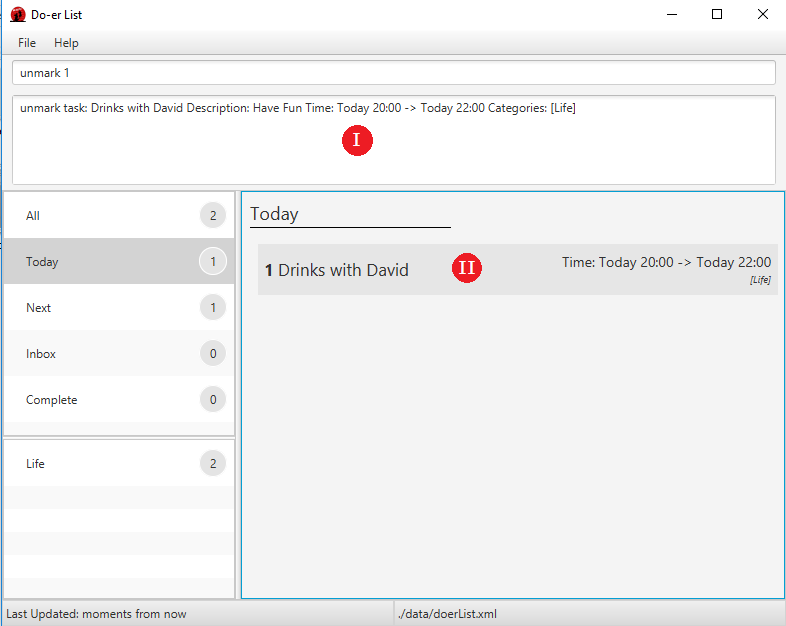 Do-er List
File Help
unmark 1
unmark task: Drinks with David Description: Have Fun Time: Today 20:00 -> Today 22:00 Categories: [Life]
I
All 2
Today 1
Next 1
Inbox 0
Complete 0
Life 2
Today
1 Drinks with David
II
Time: Today 20:00 -> Today 22:00
[Life]
Last Updated: moments from now
./data/doerList.xml